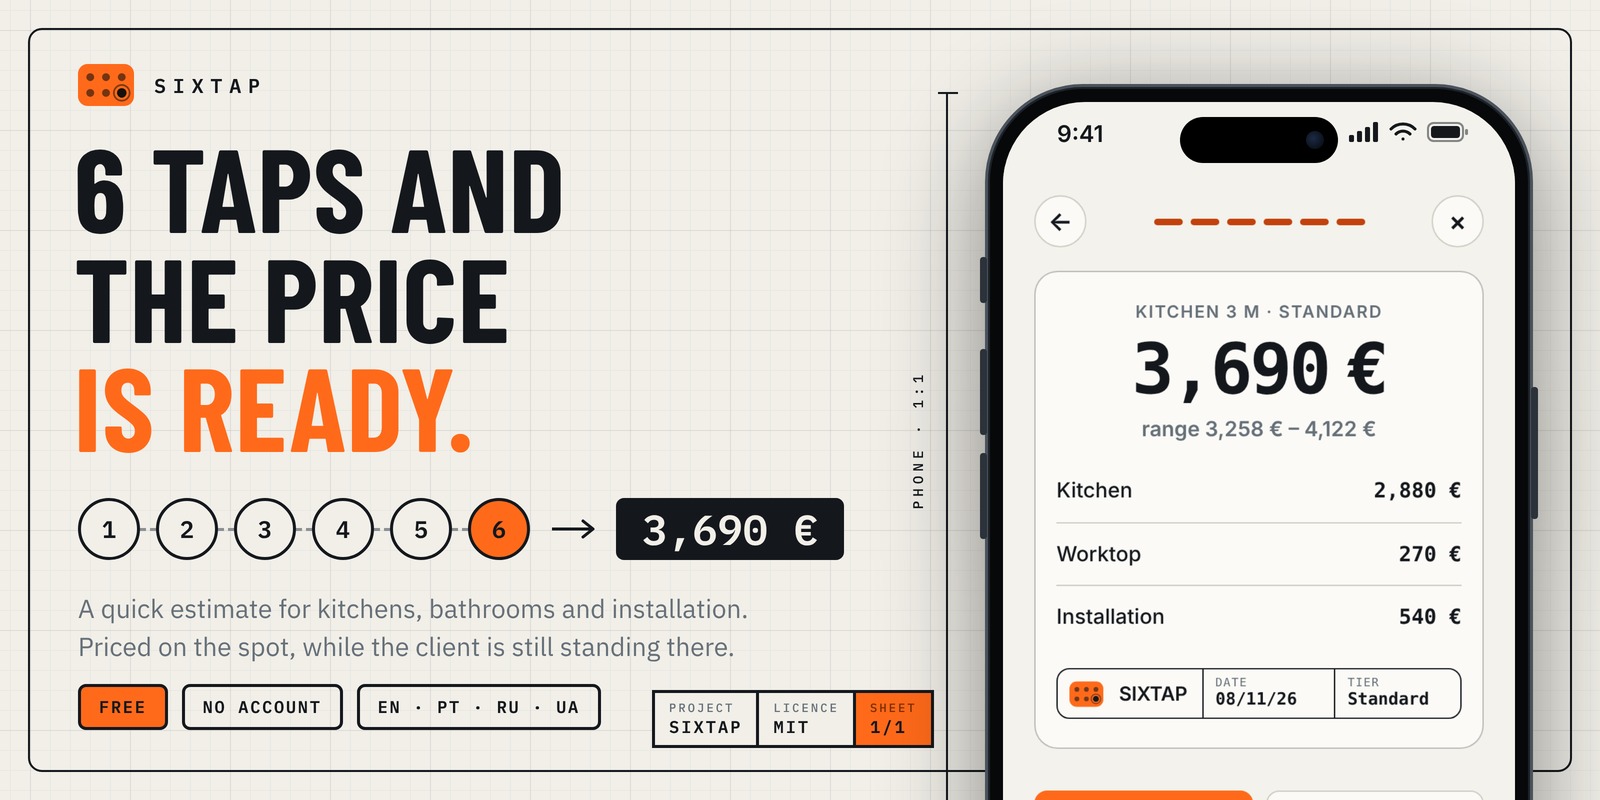 SIXTAP
6 TAPS AND
THE PRICE
IS READY.
1 2 3 4 5 6 → 3,690 €
A quick estimate for kitchens, bathrooms and installation.
Priced on the spot, while the client is still standing there.
FREE
NO ACCOUNT
EN · PT · RU · UA
PROJECT
SIXTAP
LICENCE
MIT
SHEET
1/1
PHONE · 1:1
9:41
KITCHEN 3 M · STANDARD
3,690 €
range 3,258 € – 4,122 €
Kitchen 2,880 €
Worktop 270 €
Installation 540 €
SIXTAP
DATE
08/11/26
TIER
Standard